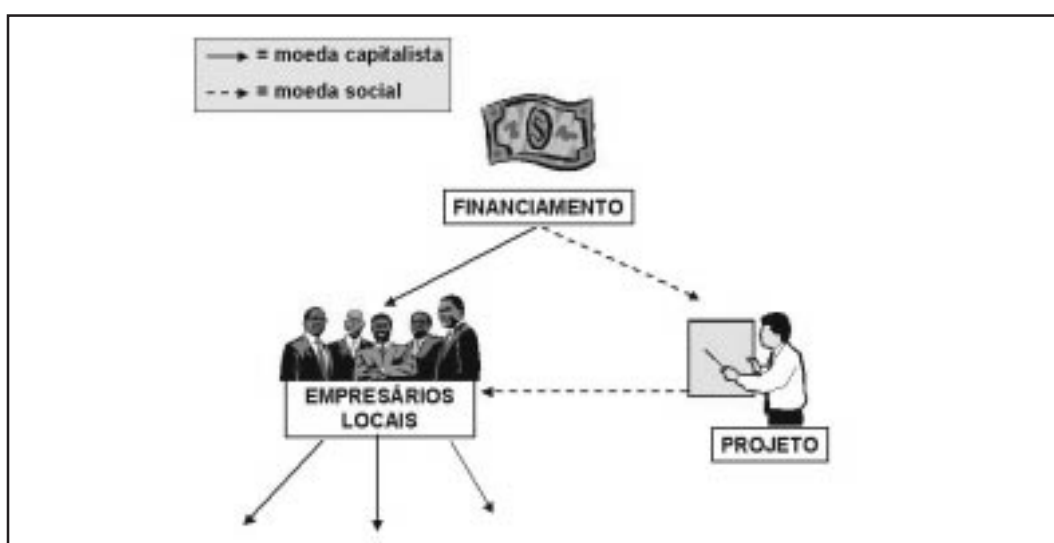 = moeda capitalista
= moeda social
FINANCIAMENTO
EMPRESÁRIOS
LOCAIS
PROJETO